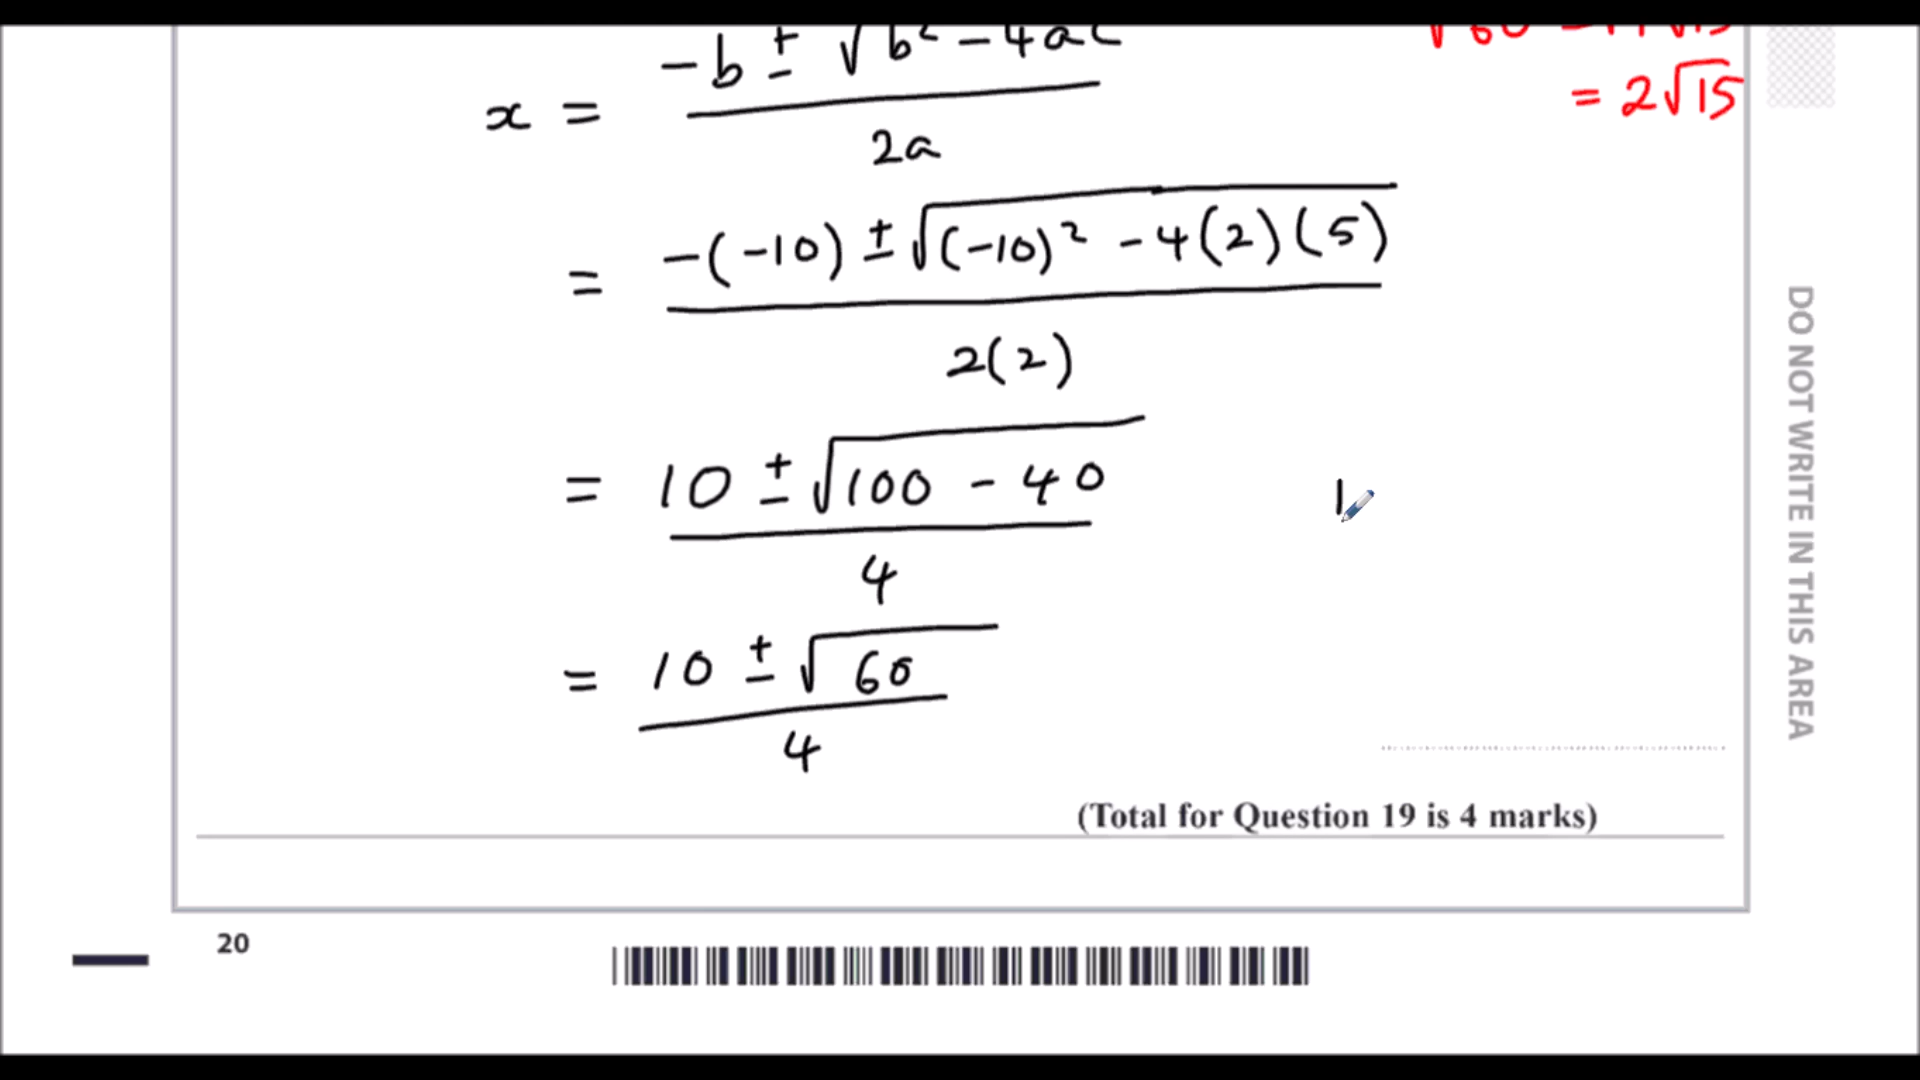 x = (-b ± √(b² - 4ac)) / 2a
= 2√15
= (-(-10) ± √((-10)² - 4(2)(5))) / 2(2)
= (10 ± √(100 - 40)) / 4
= (10 ± √60) / 4
(Total for Question 19 is 4 marks)
20
DO NOT WRITE IN THIS AREA